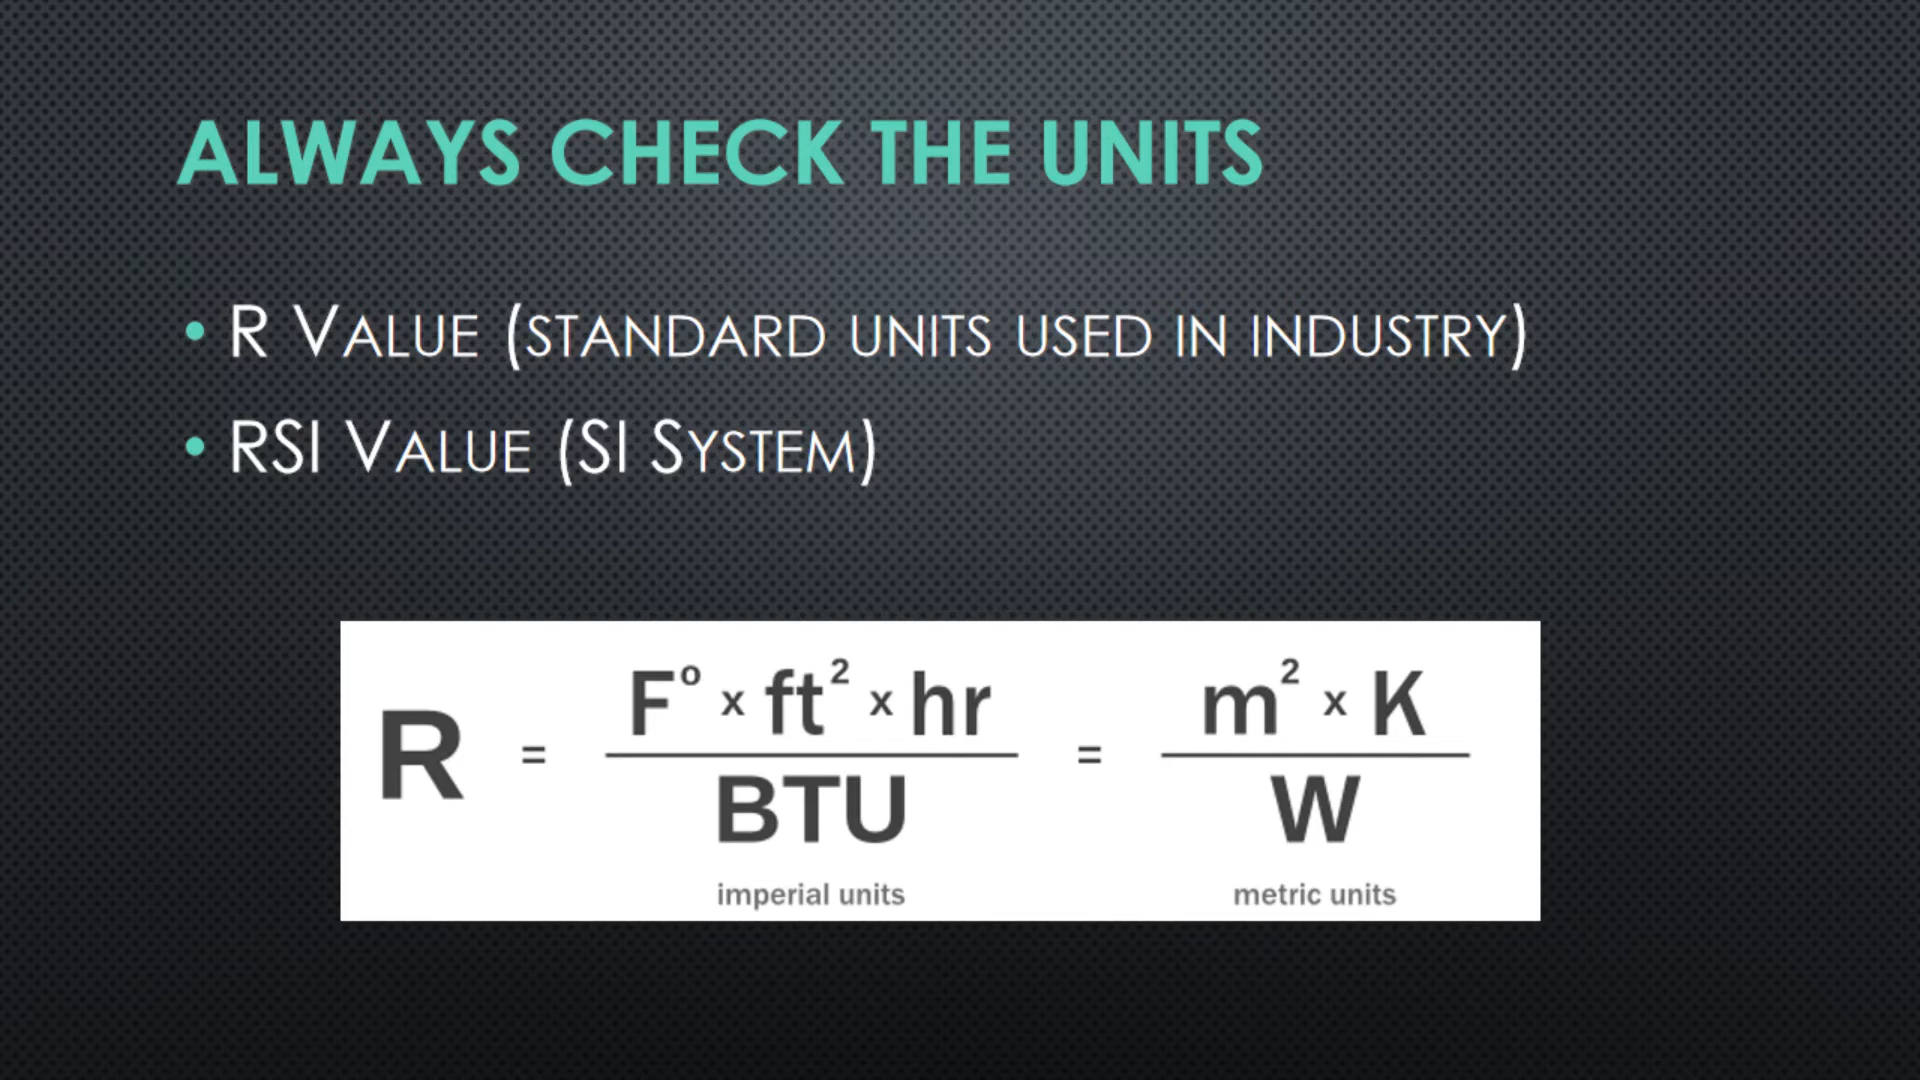 ALWAYS CHECK THE UNITS
• R VALUE (STANDARD UNITS USED IN INDUSTRY)
• RSI VALUE (SI SYSTEM)
R = F° x ft² x hr / BTU = m² x K / W
imperial units metric units